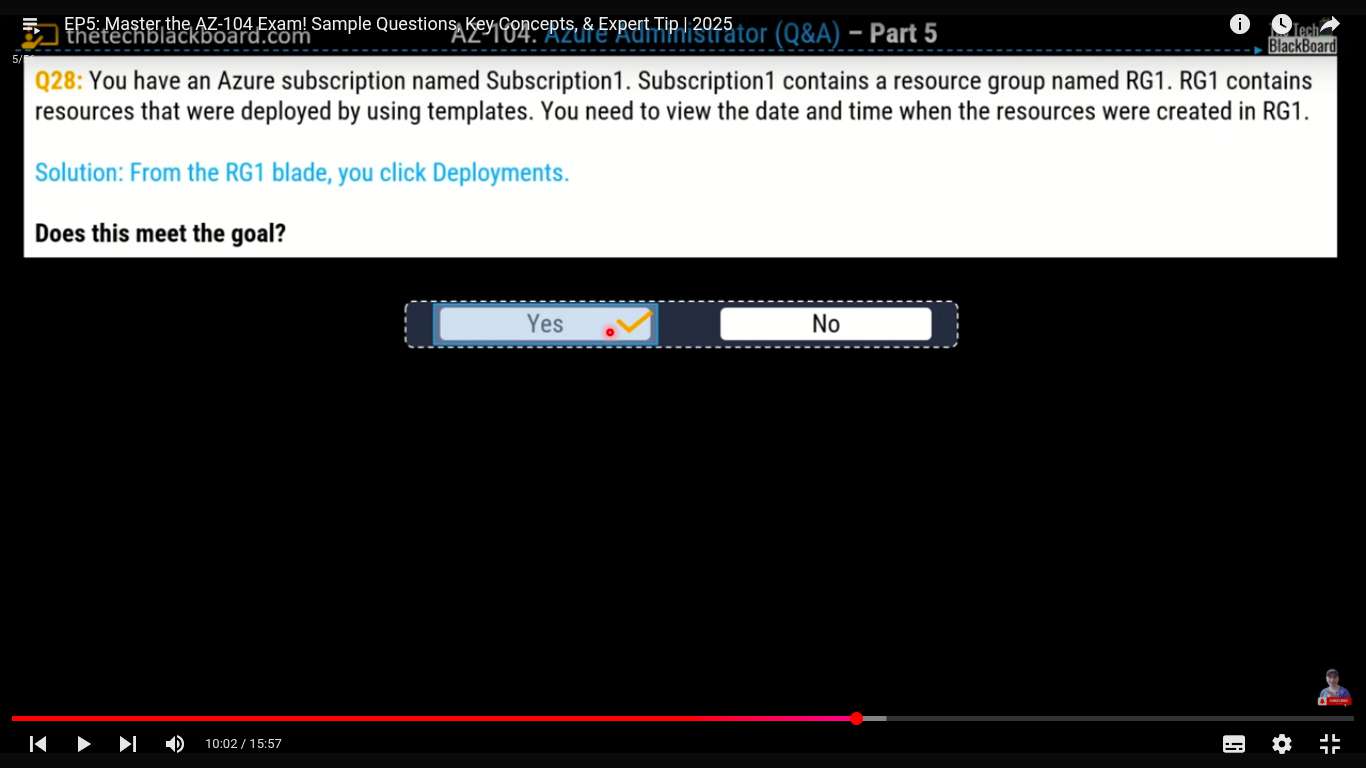 EP5: Master the AZ-104 Exam! Sample Questions, Key Concepts, & Expert Tip | 2025
thetechblackboard.com
AZ-104: Azure Administrator (Q&A) – Part 5
Tech
BlackBoard
Q28: You have an Azure subscription named Subscription1. Subscription1 contains a resource group named RG1. RG1 contains
resources that were deployed by using templates. You need to view the date and time when the resources were created in RG1.
Solution: From the RG1 blade, you click Deployments.
Does this meet the goal?
Yes
No
10:02 / 15:57